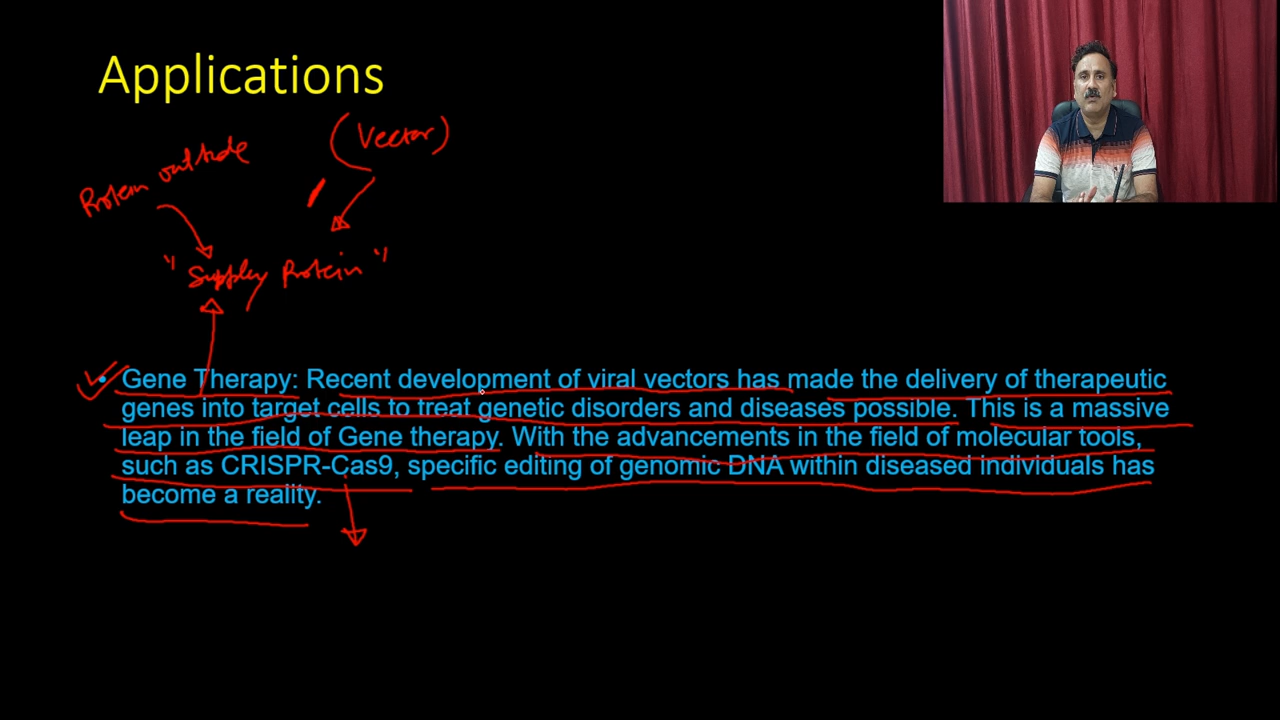 Applications
(Vector)
Protein outside
" Supply Protein "
• Gene Therapy: Recent development of viral vectors has made the delivery of therapeutic
genes into target cells to treat genetic disorders and diseases possible. This is a massive
leap in the field of Gene therapy. With the advancements in the field of molecular tools,
such as CRISPR-Cas9, specific editing of genomic DNA within diseased individuals has
become a reality.